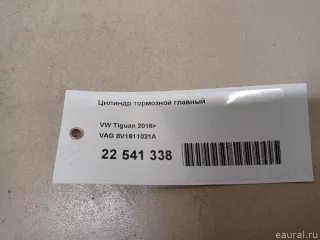 Цилиндр тормозной главный
VW Tiguan 2016>
VAG 8V1611021A
22 541 338
eaural.ru